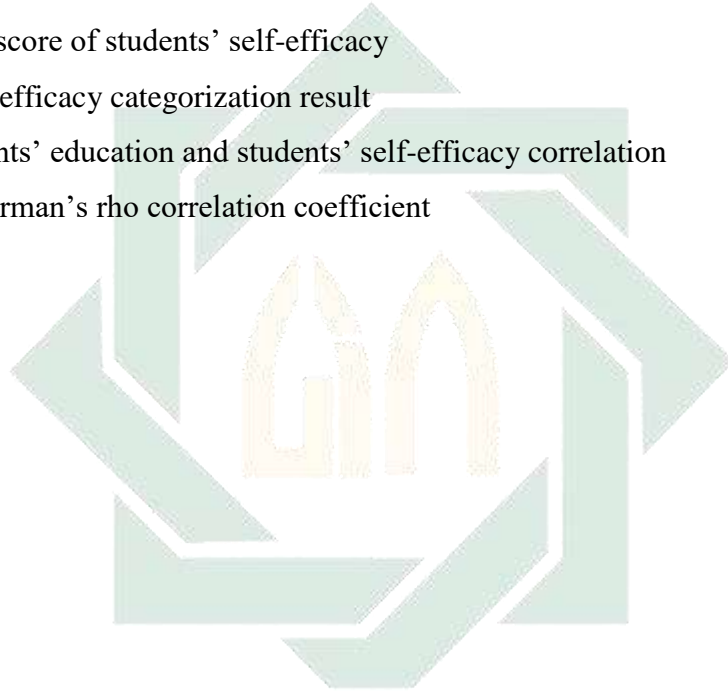 score of students’ self-efficacy
efficacy categorization result
nts’ education and students’ self-efficacy correlation
rman’s rho correlation coefficient